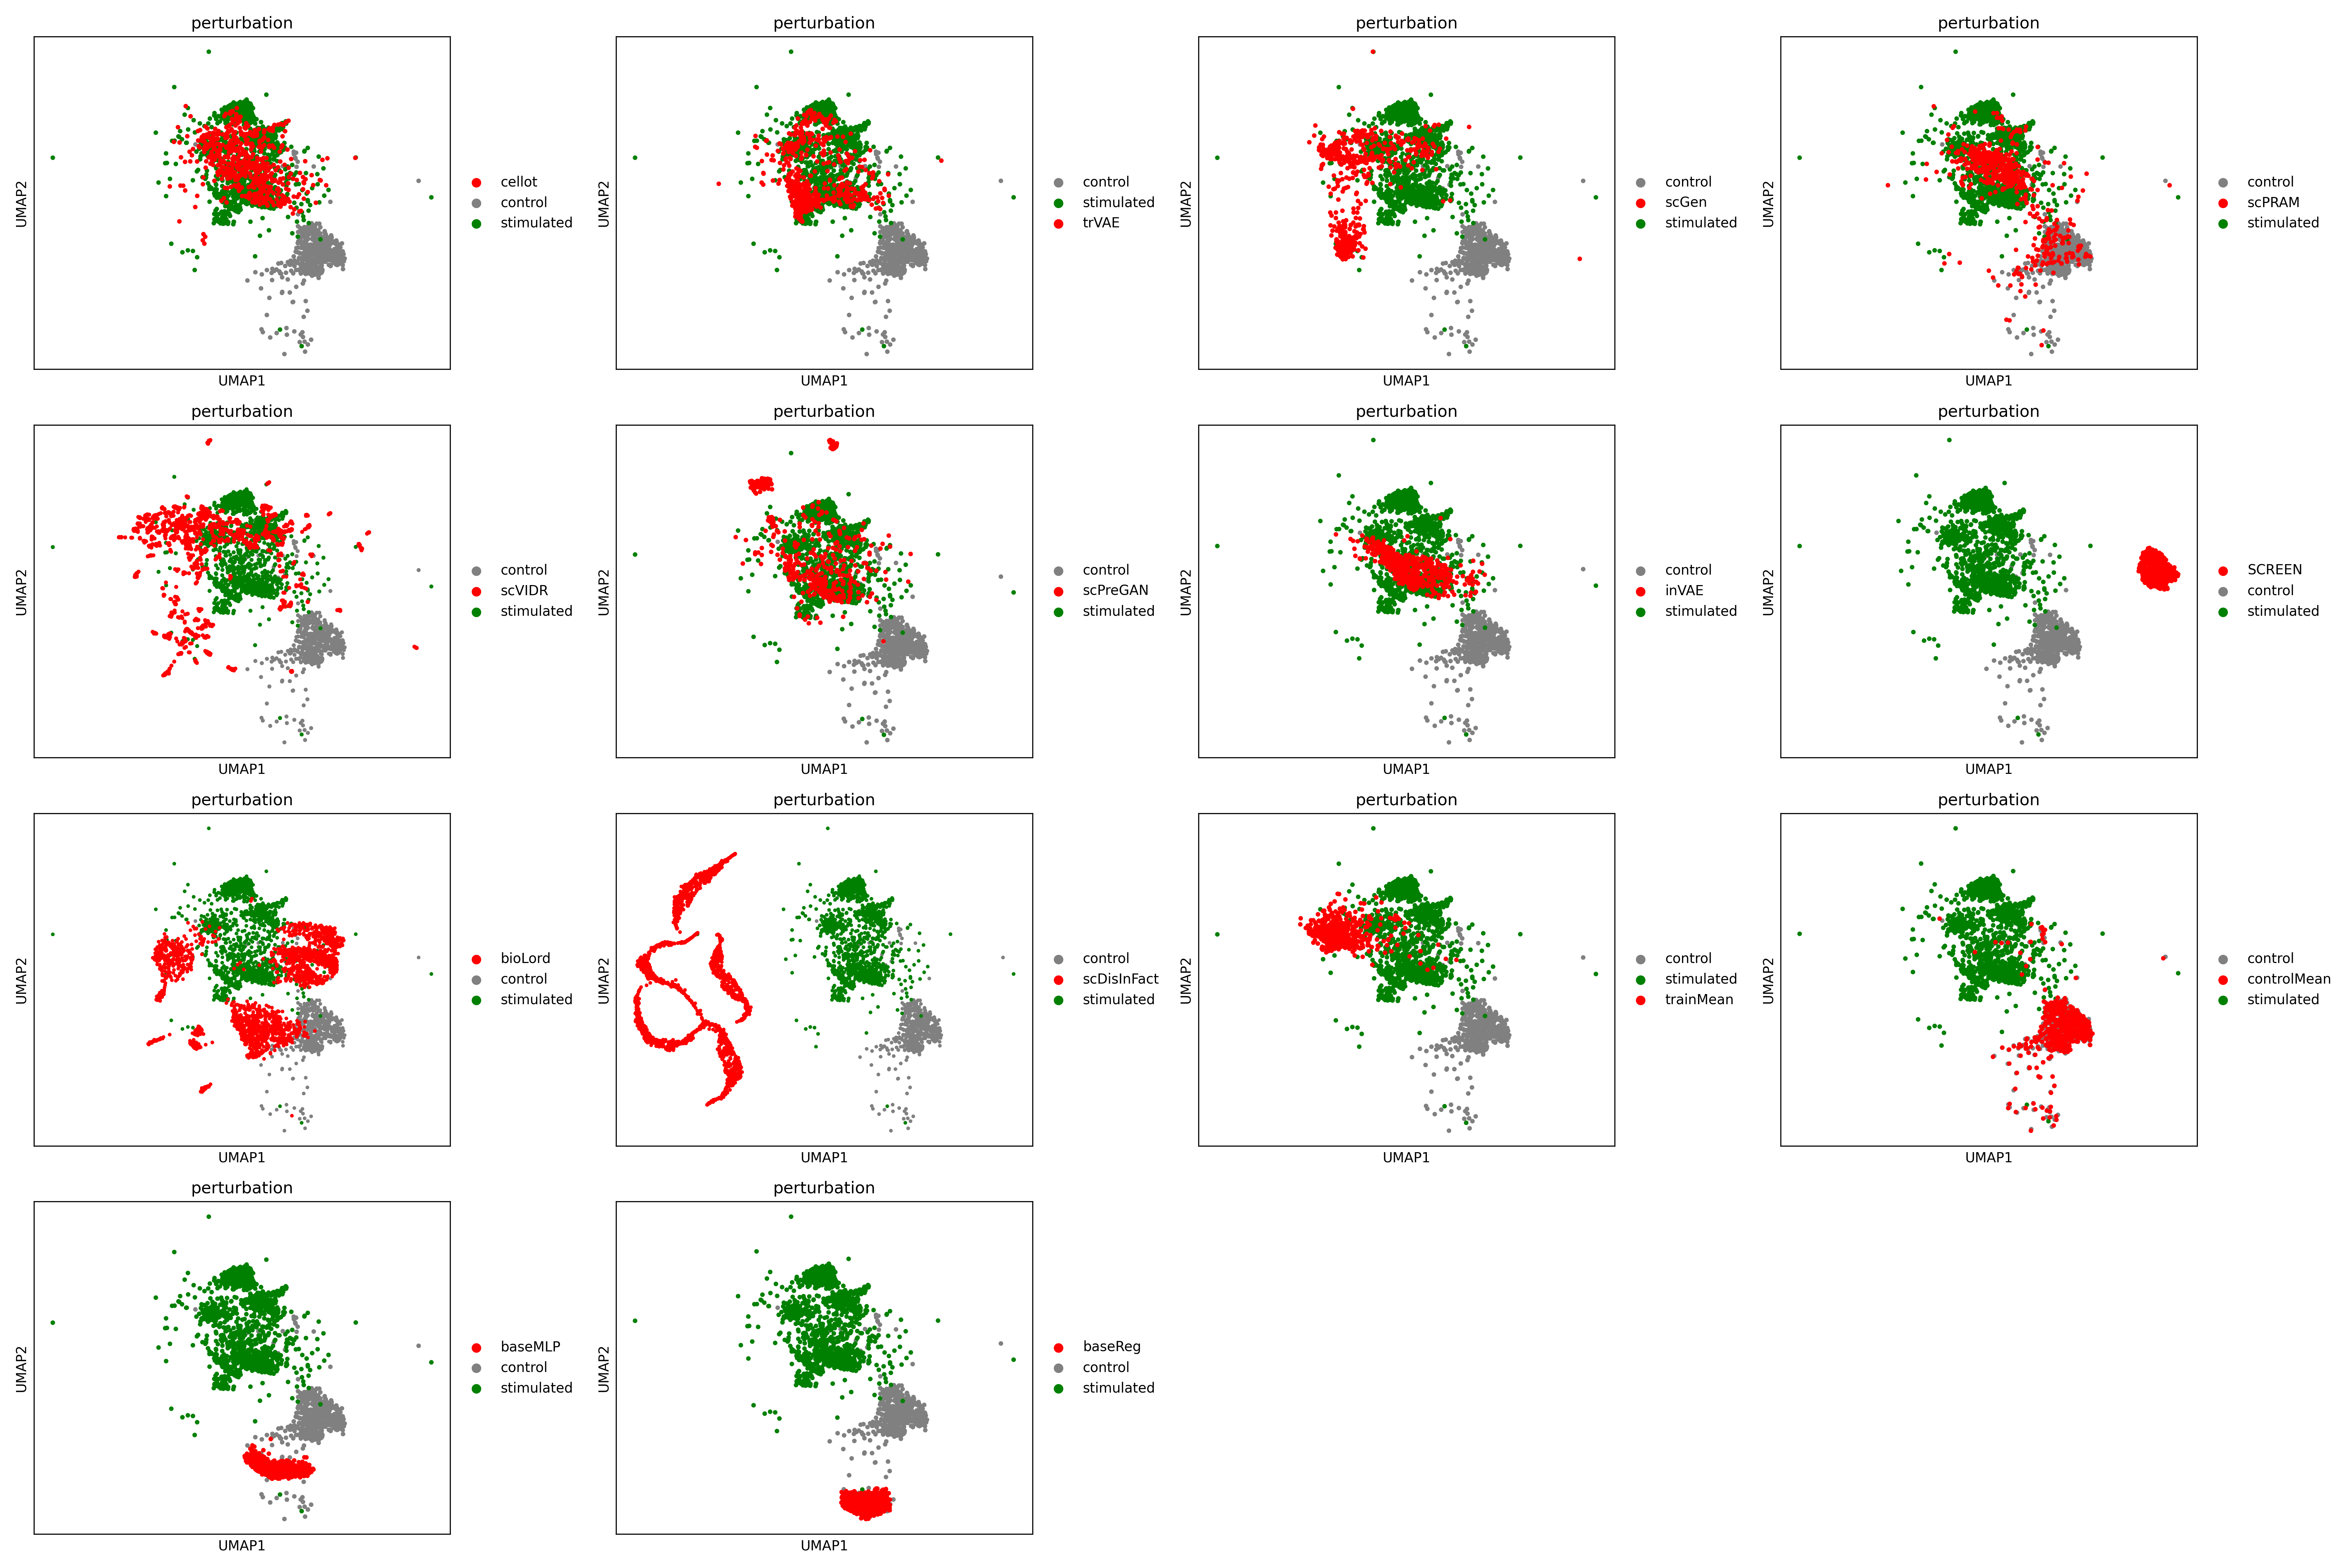 perturbation
UMAP2
UMAP1
cellot
control
stimulated
perturbation
UMAP2
UMAP1
control
stimulated
trVAE
perturbation
UMAP2
UMAP1
control
scGen
stimulated
perturbation
UMAP2
UMAP1
control
scPRAM
stimulated
perturbation
UMAP2
UMAP1
control
scVIDR
stimulated
perturbation
UMAP2
UMAP1
control
scPreGAN
stimulated
perturbation
UMAP2
UMAP1
control
inVAE
stimulated
perturbation
UMAP2
UMAP1
SCREEN
control
stimulated
perturbation
UMAP2
UMAP1
bioLord
control
stimulated
perturbation
UMAP2
UMAP1
control
scDisInFact
stimulated
perturbation
UMAP2
UMAP1
control
stimulated
trainMean
perturbation
UMAP2
UMAP1
control
controlMean
stimulated
perturbation
UMAP2
UMAP1
baseMLP
control
stimulated
perturbation
UMAP2
UMAP1
baseReg
control
stimulated